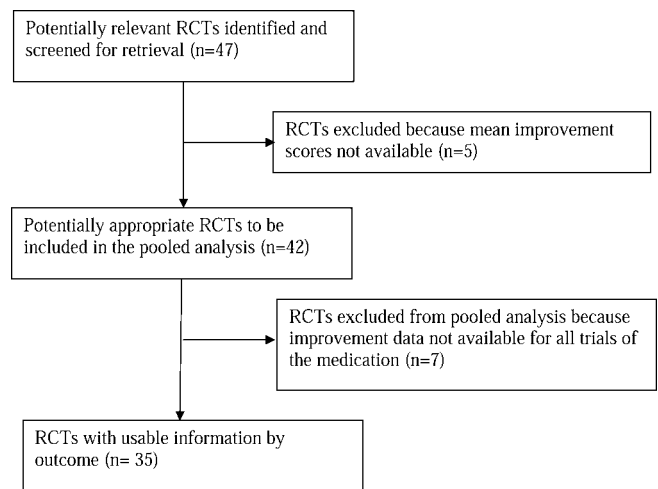 Potentially relevant RCTs identified and
screened for retrieval (n=47)
RCTs excluded because mean improvement
scores not available (n=5)
Potentially appropriate RCTs to be
included in the pooled analysis (n=42)
RCTs excluded from pooled analysis because
improvement data not available for all trials of
the medication (n=7)
RCTs with usable information by
outcome (n= 35)